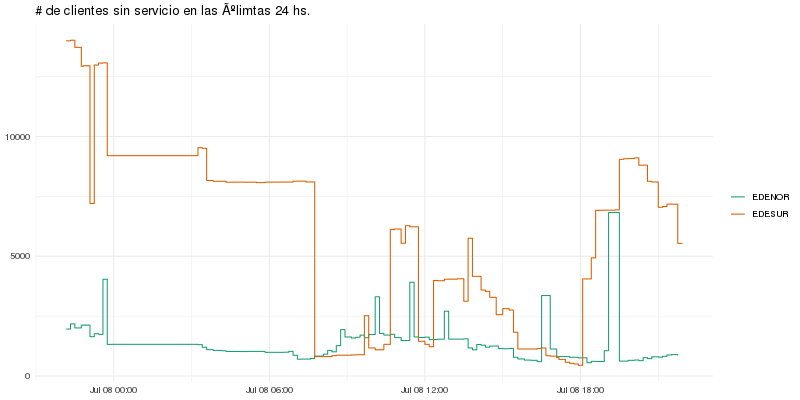 # de clientes sin servicio en las Ãºlimtas 24 hs.
10000
5000
0
Jul 08 00:00
Jul 08 06:00
Jul 08 12:00
Jul 08 18:00
EDENOR
EDESUR